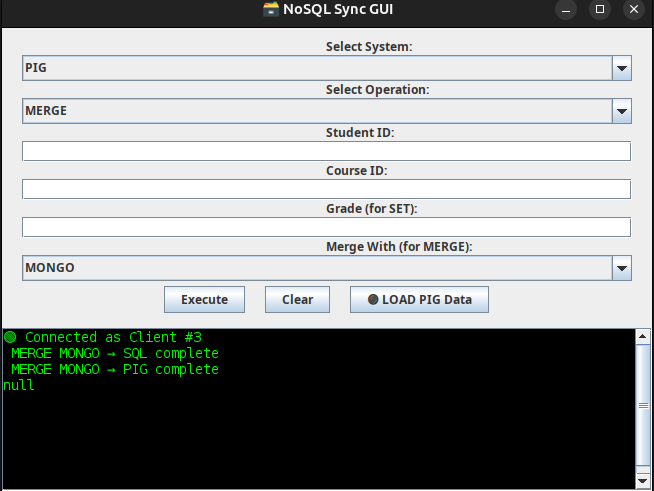 NoSQL Sync GUI
Select System:
PIG
Select Operation:
MERGE
Student ID:
Course ID:
Grade (for SET):
Merge With (for MERGE):
MONGO
Execute Clear LOAD PIG Data
Connected as Client #3
MERGE MONGO → SQL complete
MERGE MONGO → PIG complete
null